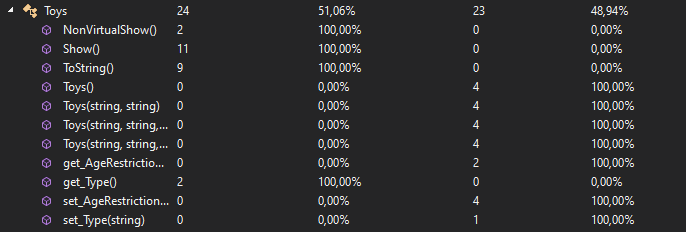 Toys 24 51,06% 23 48,94%
NonVirtualShow() 2 100,00% 0 0,00%
Show() 11 100,00% 0 0,00%
ToString() 9 100,00% 0 0,00%
Toys() 0 0,00% 4 100,00%
Toys(string, string) 0 0,00% 4 100,00%
Toys(string, string,... 0 0,00% 4 100,00%
Toys(string, string,... 0 0,00% 4 100,00%
get_AgeRestrictio... 0 0,00% 2 100,00%
get_Type() 2 100,00% 0 0,00%
set_AgeRestriction... 0 0,00% 4 100,00%
set_Type(string) 0 0,00% 1 100,00%